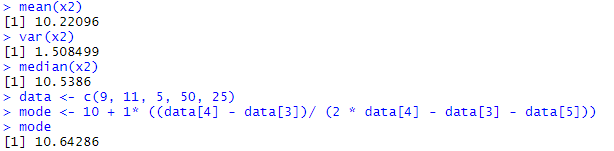 > mean(x2)
[1] 10.22096
> var(x2)
[1] 1.508499
> median(x2)
[1] 10.5386
> data <- c(9, 11, 5, 50, 25)
> mode <- 10 + 1* ((data[4] - data[3])/ (2 * data[4] - data[3] - data[5]))
> mode
[1] 10.64286